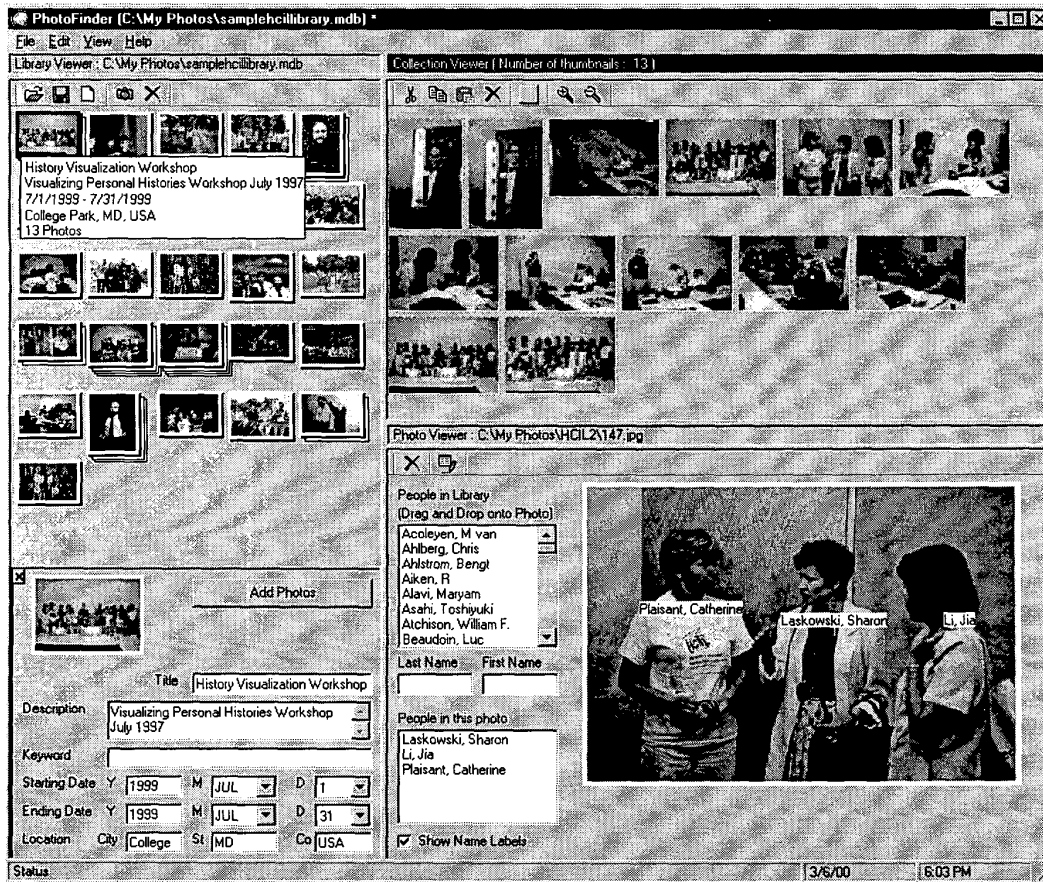 PhotoFinder (C:\My Photos\samplehcillibrary.mdb) *
File Edit View Help
Library Viewer : C:\My Photos\samplehcillibrary.mdb
Collection Viewer ( Number of thumbnails : 13 )
History Visualization Workshop
Visualizing Personal Histories Workshop July 1997
7/1/1999 - 7/31/1999
College Park, MD, USA
13 Photos
Photo Viewer : C:\My Photos\HCIL2\147.jpg
People in Library
(Drag and Drop onto Photo)
Acoleyen, M van
Ahlberg, Chris
Ahlstrom, Bengt
Aiken, R
Alavi, Maryam
Asahi, Toshiyuki
Atchison, William F.
Beaudoin, Luc
Last Name First Name
People in this photo
Laskowski, Sharon
Li, Jia
Plaisant, Catherine
Show Name Labels
Plaisant, Catherine
Laskowski, Sharon
Li, Jia
Add Photos
Title History Visualization Workshop
Description Visualizing Personal Histories Workshop
July 1997
Keyword
Starting Date Y 1999 M JUL D 1
Ending Date Y 1999 M JUL D 31
Location City College St MD Co USA
Status
3/6/00 6:03 PM